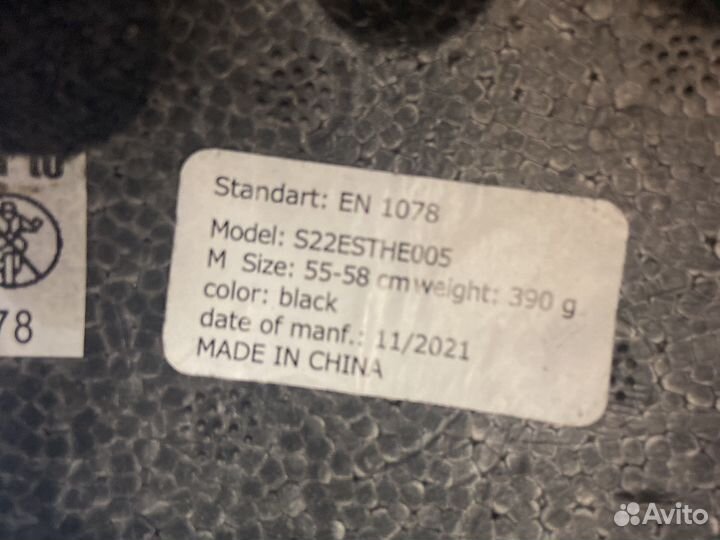 Standart: EN 1078
Model: S22ESTHE005
M Size: 55-58 cm weight: 390 g
color: black
date of manf.: 11/2021
MADE IN CHINA
78
Avito